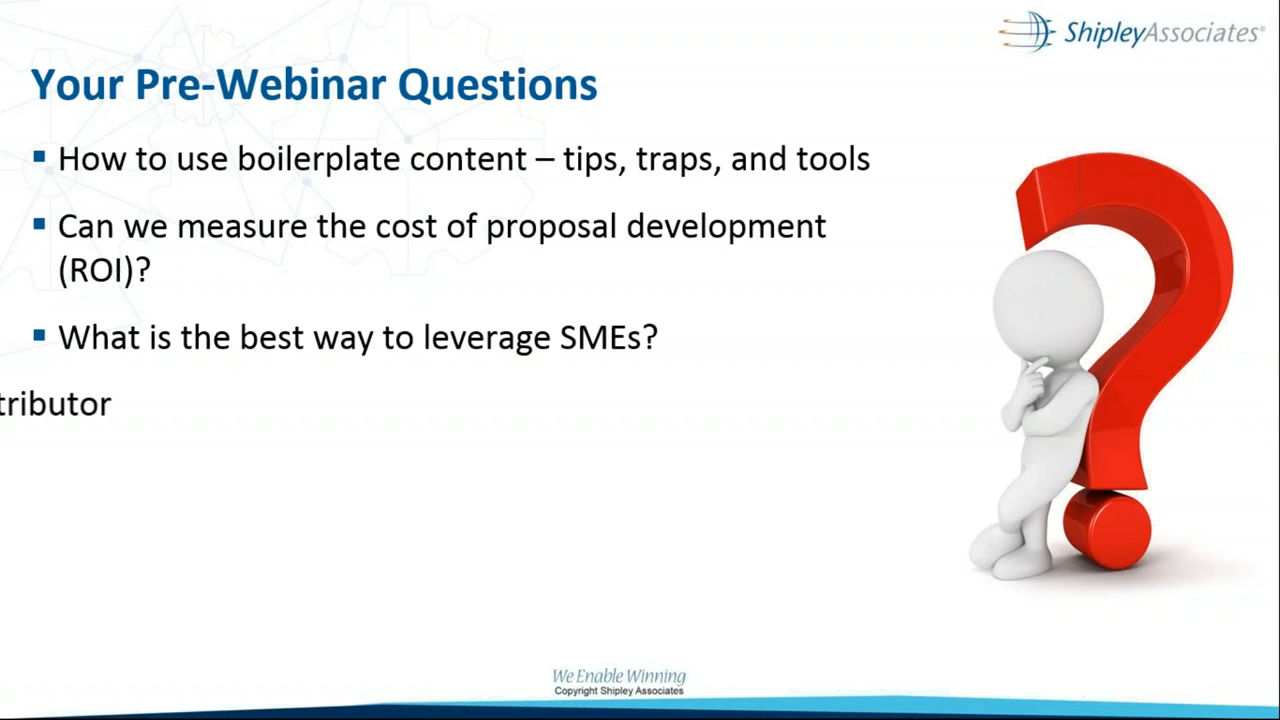 ShipleyAssociates®
Your Pre-Webinar Questions
How to use boilerplate content – tips, traps, and tools
Can we measure the cost of proposal development
(ROI)?
What is the best way to leverage SMEs?
tributor
We Enable Winning
Copyright Shipley Associates